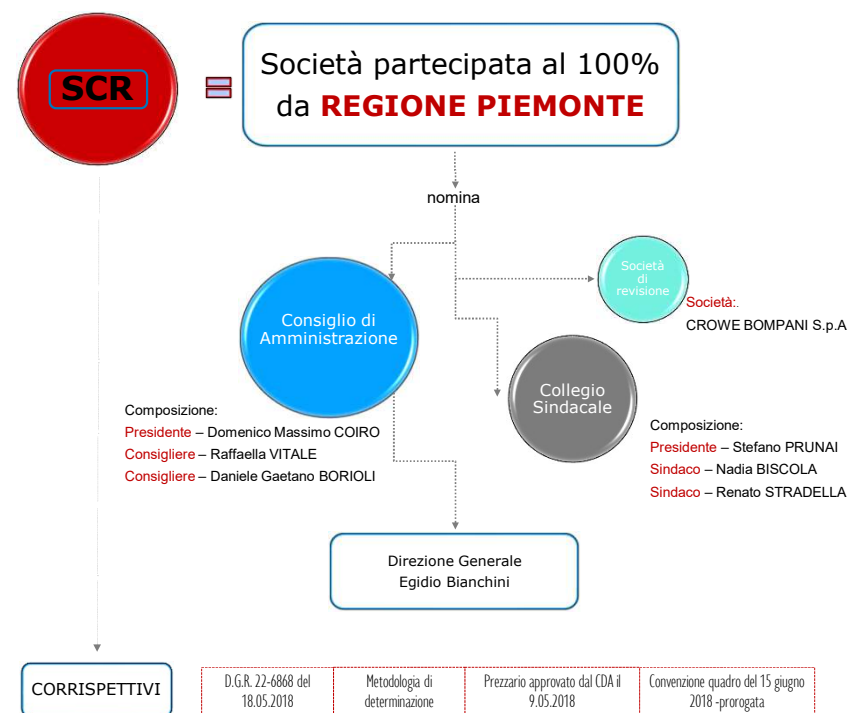 SCR
Società partecipata al 100%
da REGIONE PIEMONTE
nomina
Società
di
revisione
Società:.
CROWE BOMPANI S.p.A
Consiglio di
Amministrazione
Composizione:
Presidente – Domenico Massimo COIRO
Consigliere – Raffaella VITALE
Consigliere – Daniele Gaetano BORIOLI
Collegio
Sindacale
Composizione:
Presidente – Stefano PRUNAI
Sindaco – Nadia BISCOLA
Sindaco – Renato STRADELLA
Direzione Generale
Egidio Bianchini
CORRISPETTIVI
D.G.R. 22-6868 del
18.05.2018
Metodologia di
determinazione
Prezzario approvato dal CDA il
9.05.2018
Convenzione quadro del 15 giugno
2018 -prorogata